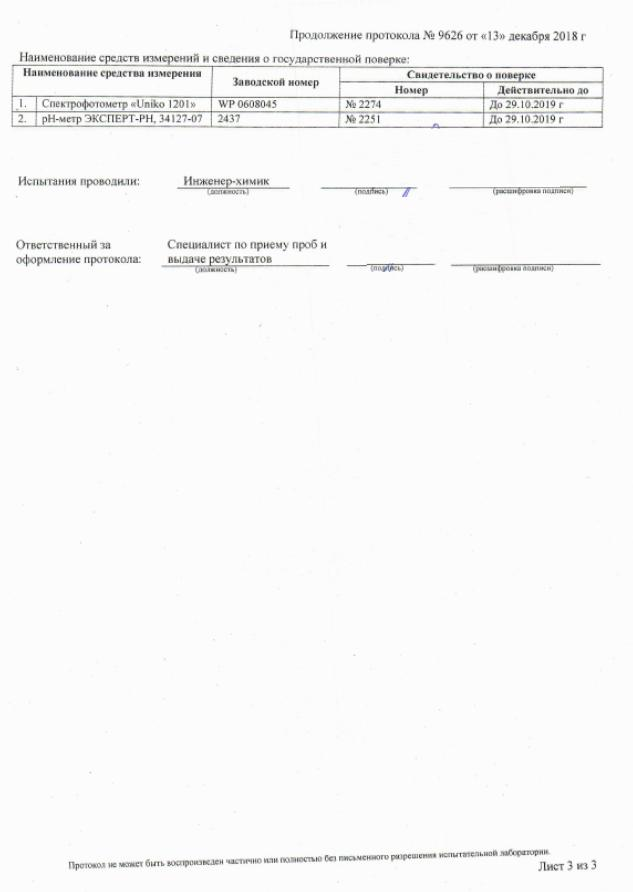 Продолжение протокола № 9626 от «13» декабря 2018 г
Наименование средств измерений и сведения о государственной поверке:
Наименование средства измерения Заводской номер Свидетельство о поверке
Номер Действительно до
1. Спектрофотометр «Uniko 1201» WP 0608045 № 2274 До 29.10.2019 г
2. рН-метр ЭКСПЕРТ-РН, 34127-07 2437 № 2251 До 29.10.2019 г
Испытания проводили: Инженер-химик
(должность) (подпись) (расшифровка подписи)
Ответственный за Специалист по приему проб и
оформление протокола: выдаче результатов
(должность) (подпись) (расшифровка подписи)
Протокол не может быть воспроизведен частично или полностью без письменного разрешения испытательной лаборатории.
Лист 3 из 3